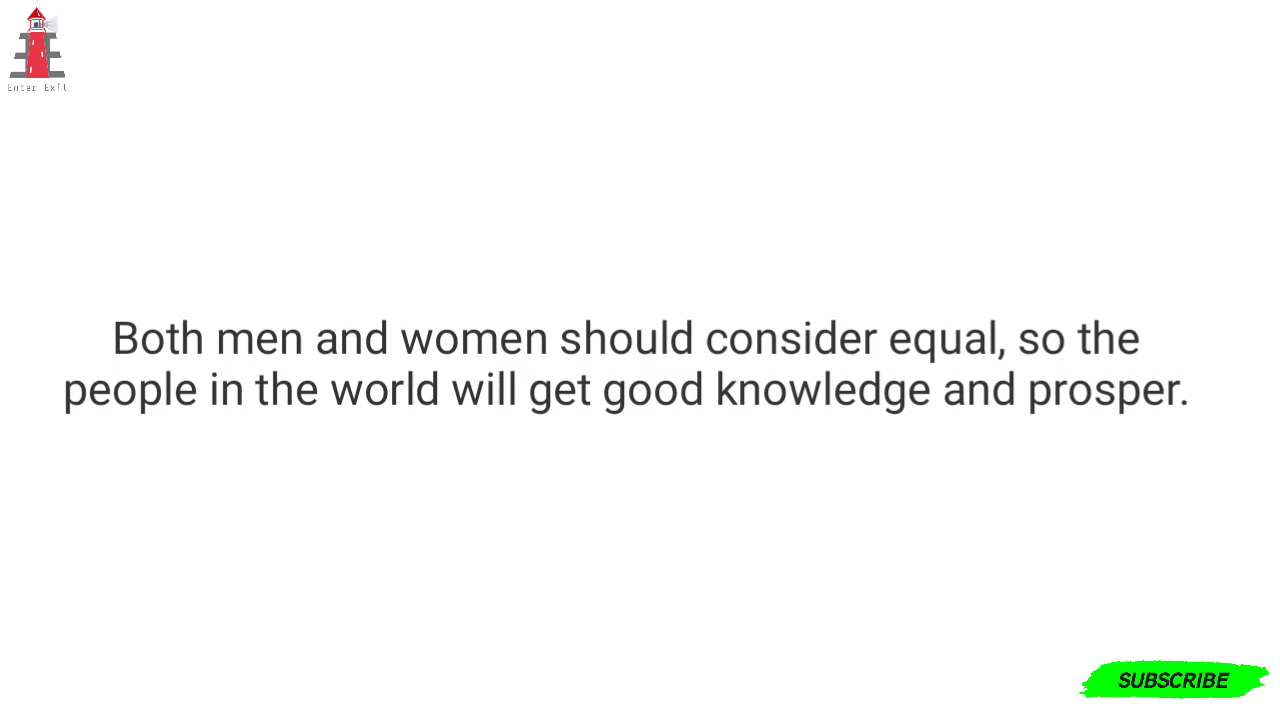 Enter Exit
Both men and women should consider equal, so the
people in the world will get good knowledge and prosper.
SUBSCRIBE